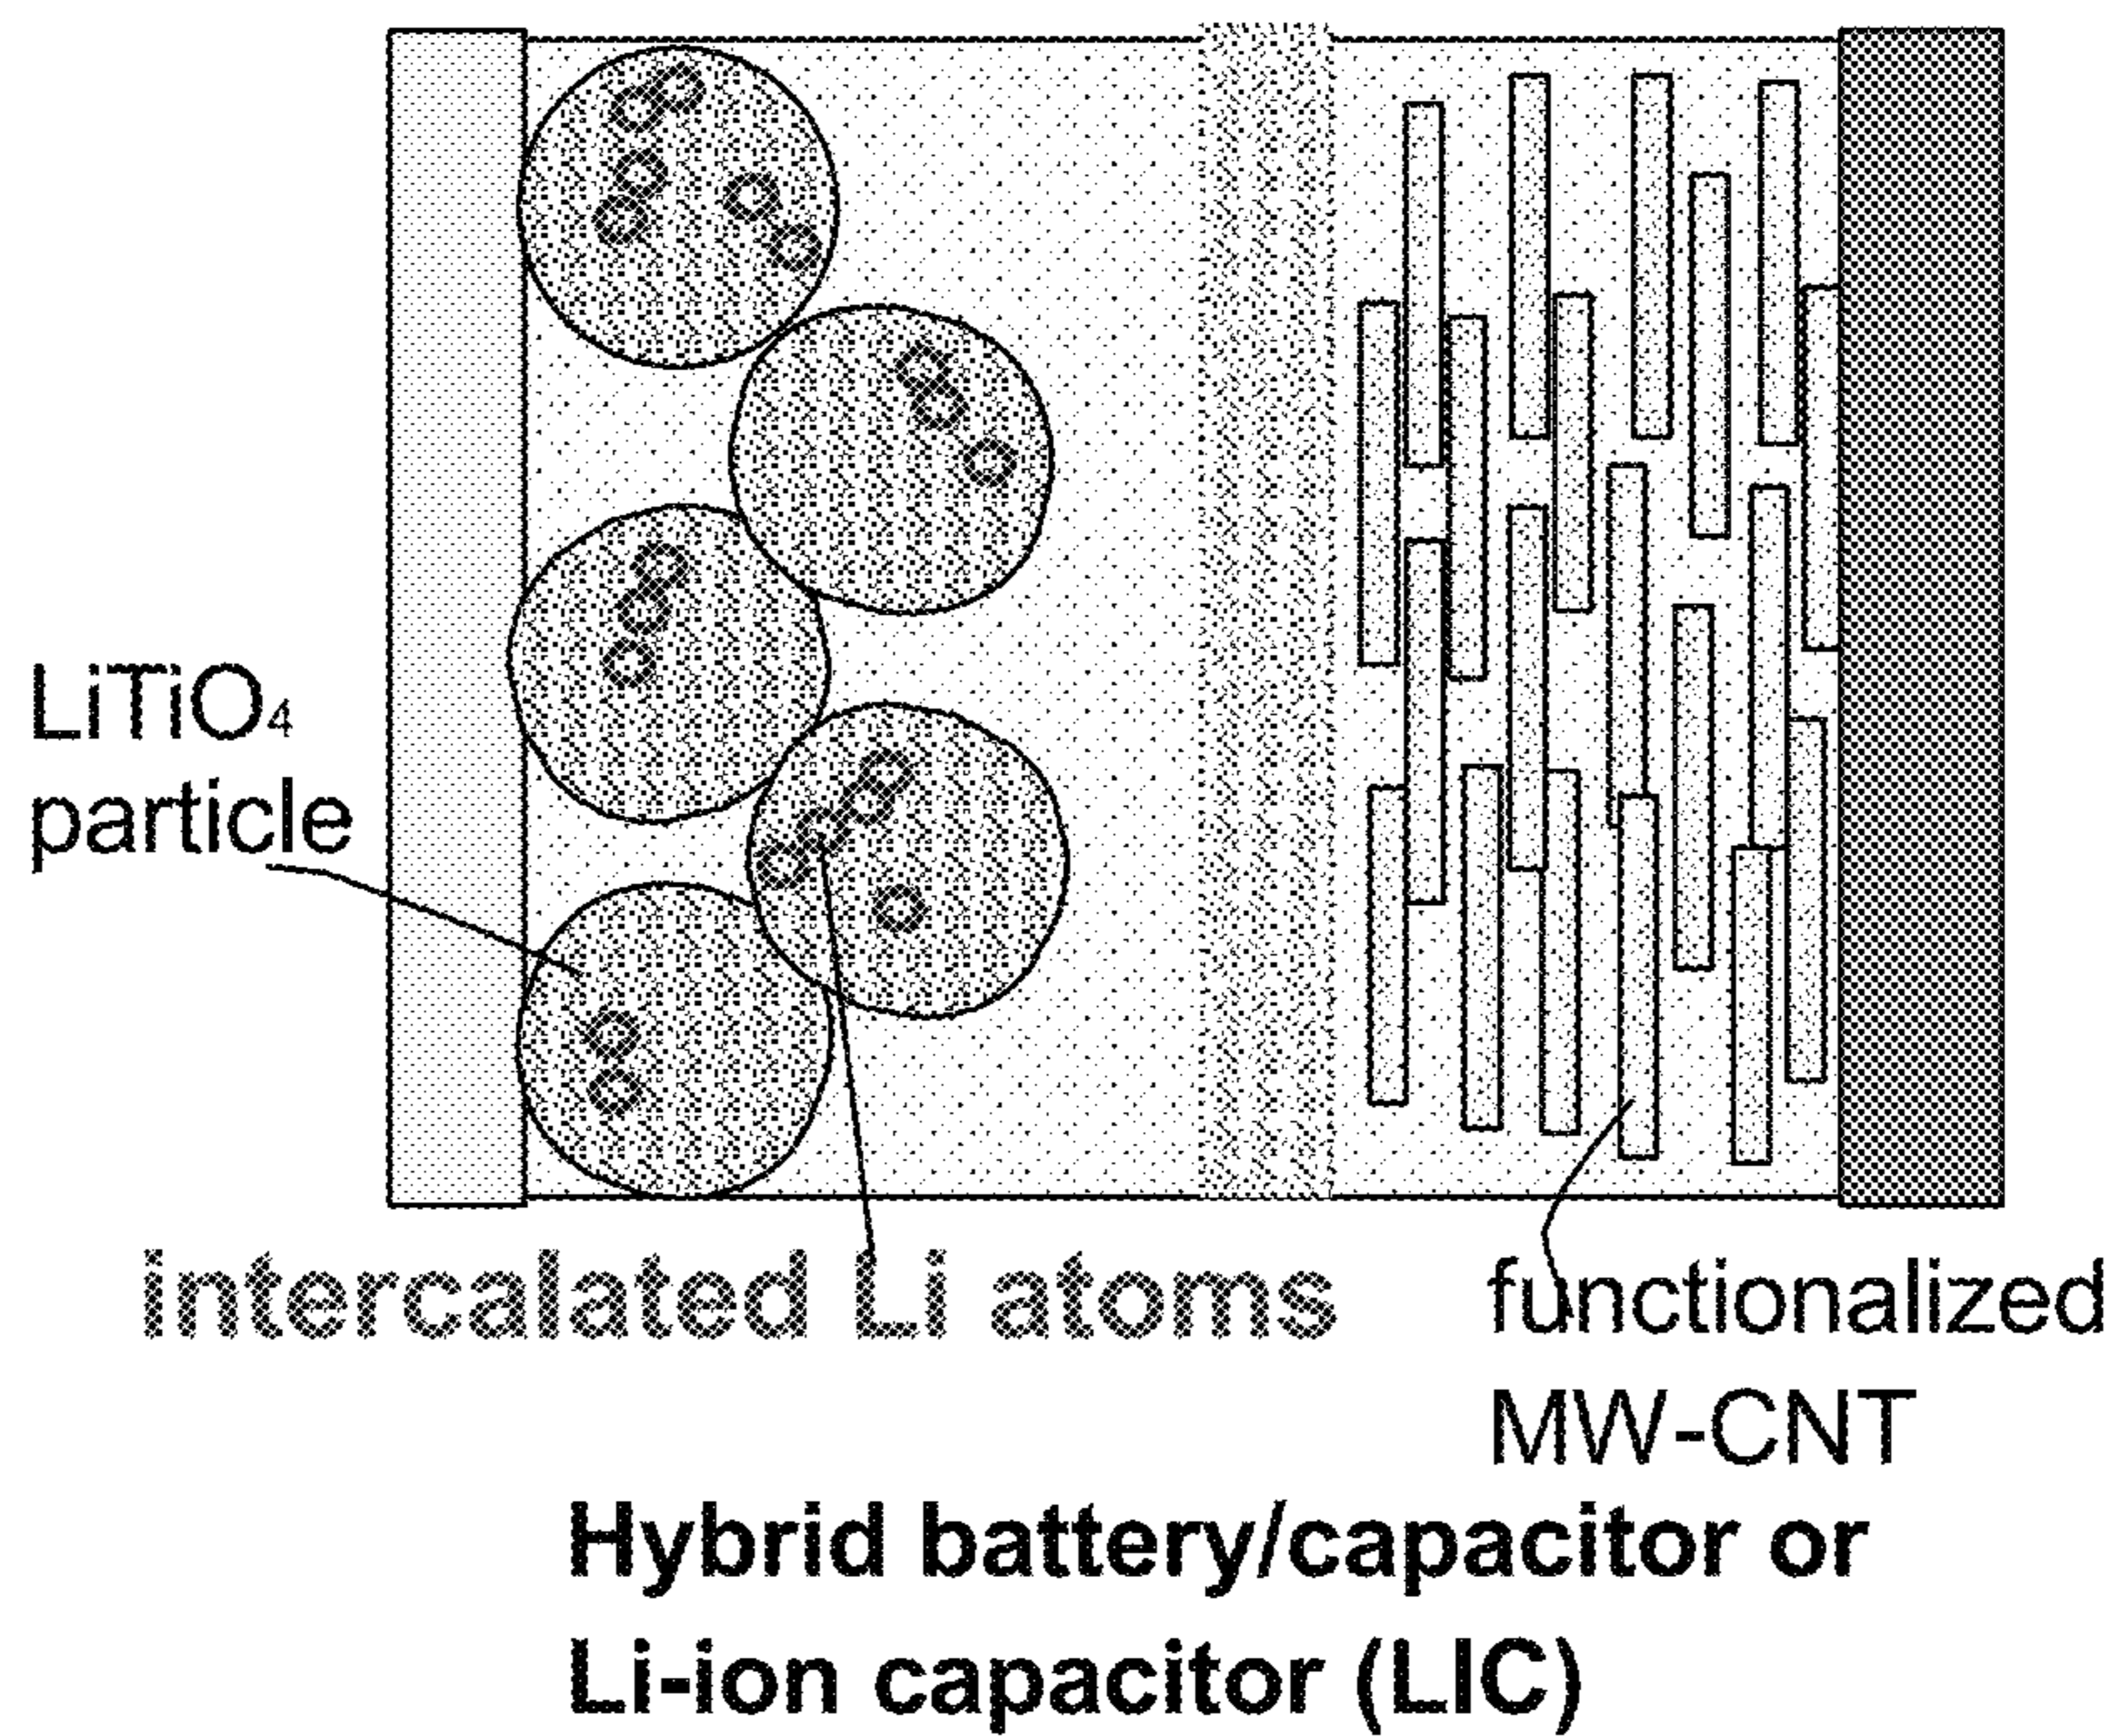 LiTiO₄
particle
intercalated Li atoms
functionalized
MW-CNT
Hybrid battery/capacitor or
Li-ion capacitor (LIC)